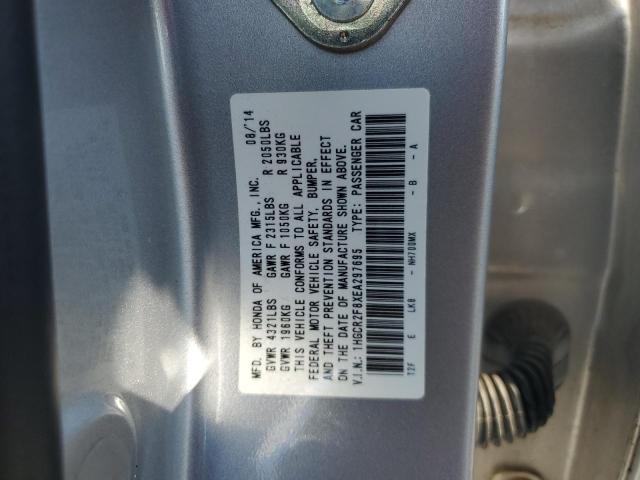 MFD. BY HONDA OF AMERICA MFG., INC. 08/14
GVWR 4321LBS GAWR F 2315LBS R 2050LBS
GVWR 1960KG GAWR F 1050KG R 930KG
THIS VEHICLE CONFORMS TO ALL APPLICABLE
FEDERAL MOTOR VEHICLE SAFETY, BUMPER,
AND THEFT PREVENTION STANDARDS IN EFFECT
ON THE DATE OF MANUFACTURE SHOWN ABOVE.
V.I.N.: 1HGCR2F8XEA297695 TYPE: PASSENGER CAR
T2F E LKB - NH700MX - B - A